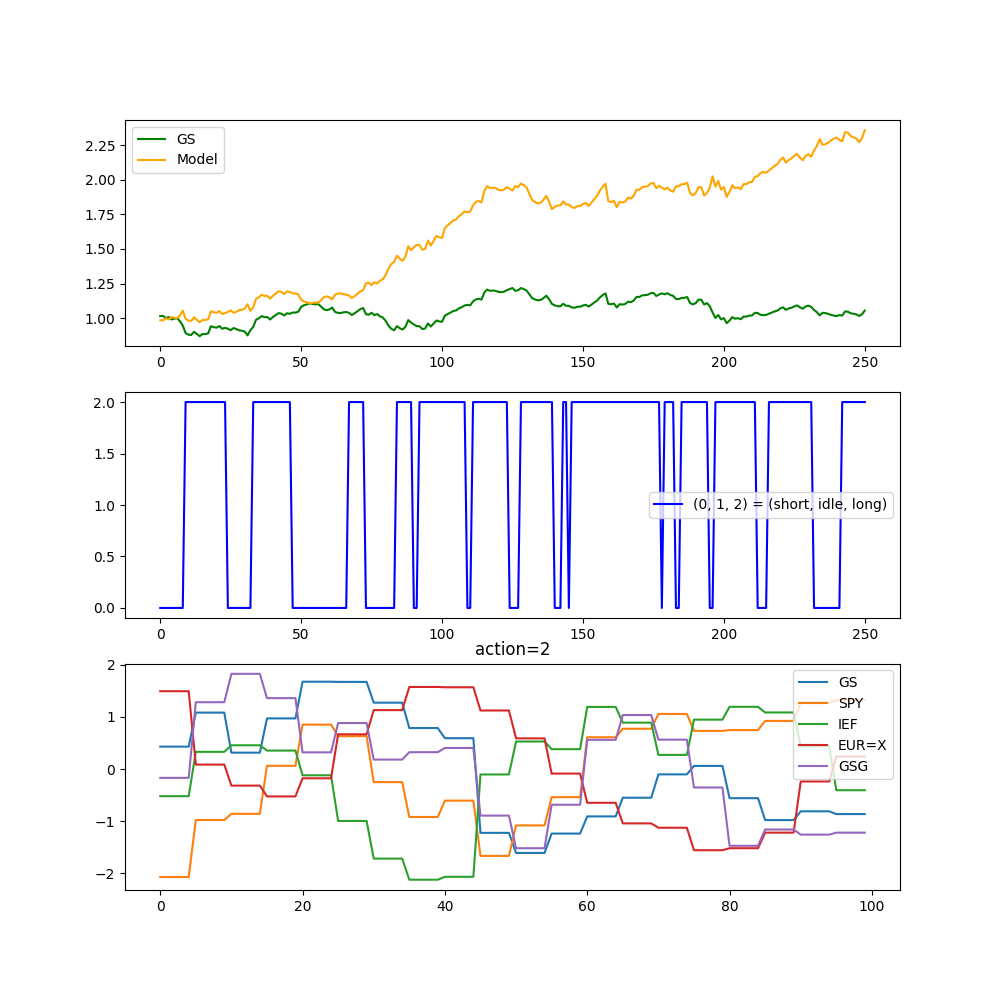 GS
Model
2.25
2.00
1.75
1.50
1.25
1.00
0 50 100 150 200 250
2.0
1.5
1.0
0.5
0.0
(0, 1, 2) = (short, idle, long)
0 50 100 150 200 250
action=2
2
1
0
−1
−2
GS
SPY
IEF
EUR=X
GSG
0 20 40 60 80 100